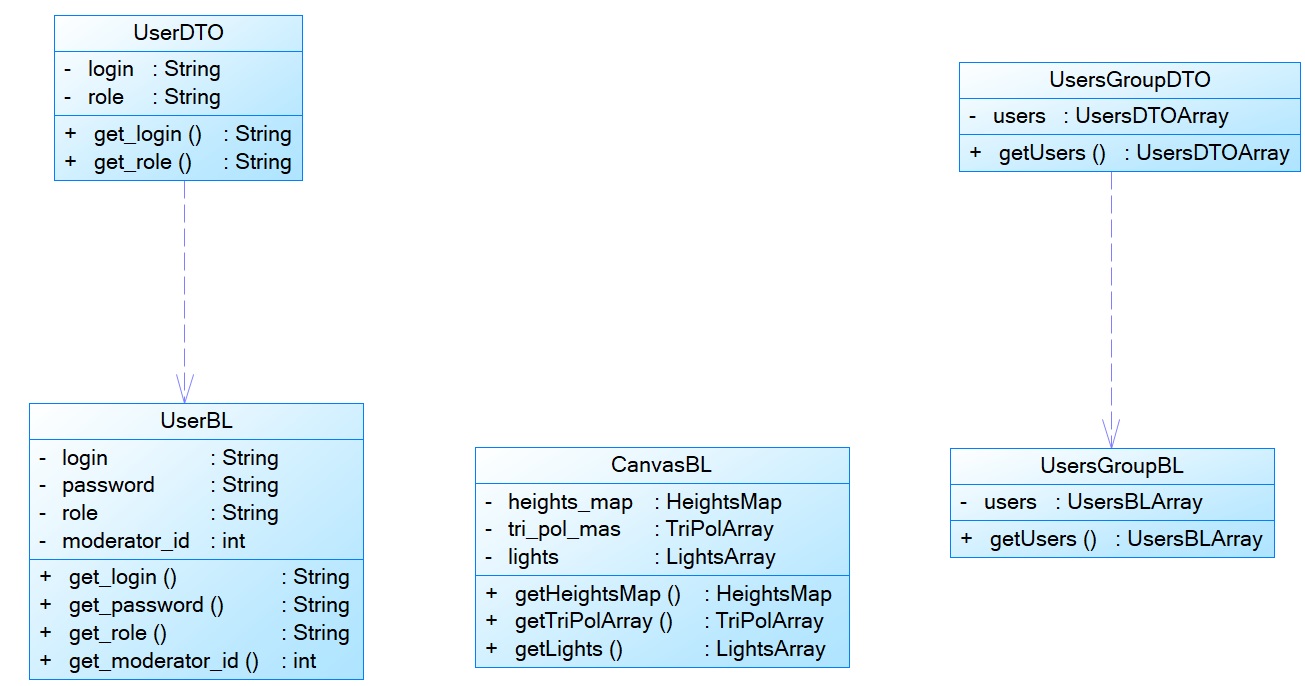 UserDTO
- login : String
- role : String
+ get_login () : String
+ get_role () : String
UsersGroupDTO
- users : UsersDTOArray
+ getUsers () : UsersDTOArray
UserBL
- login : String
- password : String
- role : String
- moderator_id : int
+ get_login () : String
+ get_password () : String
+ get_role () : String
+ get_moderator_id () : int
CanvasBL
- heights_map : HeightsMap
- tri_pol_mas : TriPolArray
- lights : LightsArray
+ getHeightsMap () : HeightsMap
+ getTriPolArray () : TriPolArray
+ getLights () : LightsArray
UsersGroupBL
- users : UsersBLArray
+ getUsers () : UsersBLArray